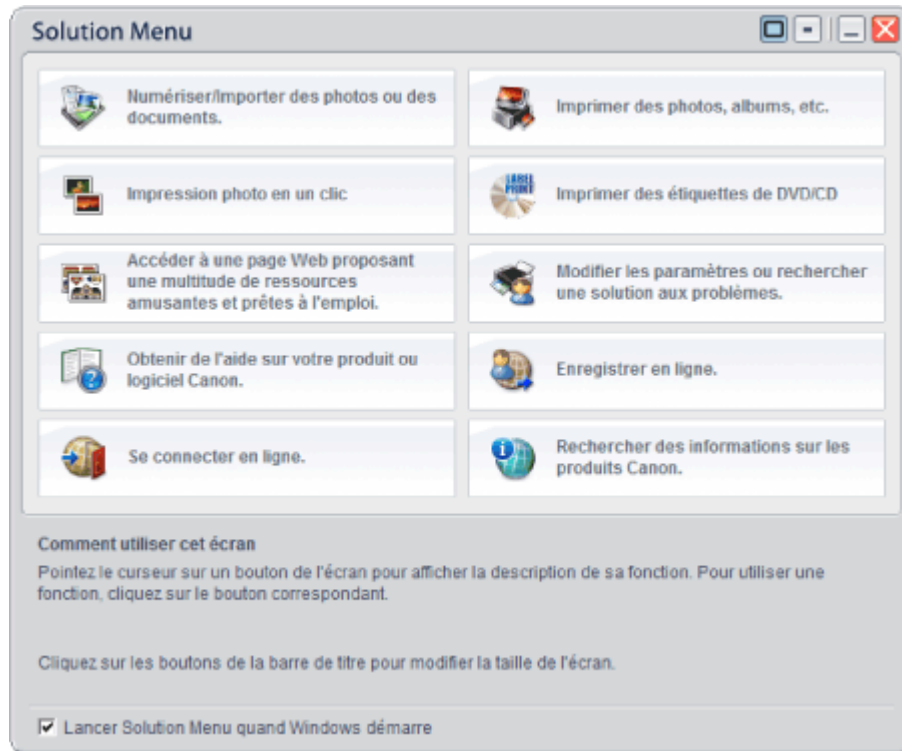 Solution Menu
Numériser/Importer des photos ou des
documents.
Imprimer des photos, albums, etc.
Impression photo en un clic
LABEL
PRINT
Imprimer des étiquettes de DVD/CD
Accéder à une page Web proposant
une multitude de ressources
amusantes et prêtes à l'emploi.
Modifier les paramètres ou rechercher
une solution aux problèmes.
Obtenir de l'aide sur votre produit ou
logiciel Canon.
Enregistrer en ligne.
Se connecter en ligne.
Rechercher des informations sur les
produits Canon.
Comment utiliser cet écran
Pointez le curseur sur un bouton de l'écran pour afficher la description de sa fonction. Pour utiliser une
fonction, cliquez sur le bouton correspondant.
Cliquez sur les boutons de la barre de titre pour modifier la taille de l'écran.
Lancer Solution Menu quand Windows démarre